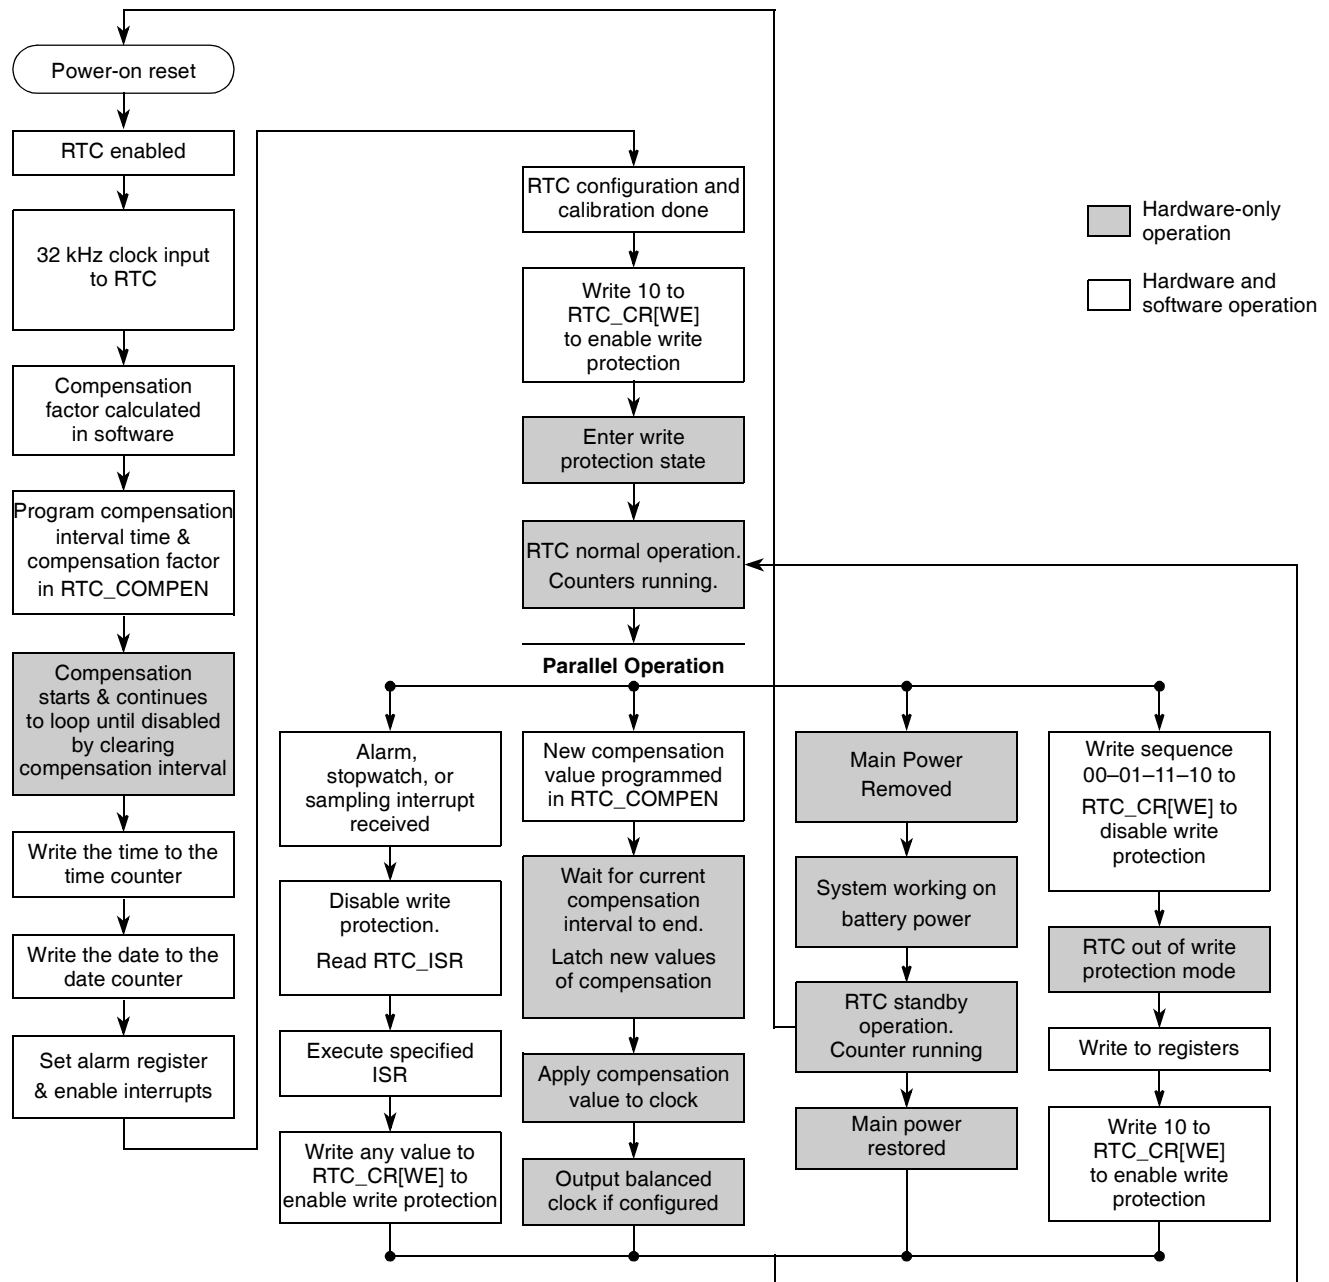 Power-on reset
RTC enabled
32 kHz clock input
to RTC
Compensation
factor calculated
in software
Program compensation
interval time &
compensation factor
in RTC_COMPEN
Compensation
starts & continues
to loop until disabled
by clearing
compensation interval
Write the time to the
time counter
Write the date to the
date counter
Set alarm register
& enable interrupts
RTC configuration and
calibration done
Write 10 to
RTC_CR[WE]
to enable write
protection
Enter write
protection state
RTC normal operation.
Counters running.
Parallel Operation
Alarm,
stopwatch, or
sampling interrupt
received
Disable write
protection.
Read RTC_ISR
Execute specified
ISR
Write any value to
RTC_CR[WE] to
enable write protection
New compensation
value programmed
in RTC_COMPEN
Wait for current
compensation
interval to end.
Latch new values
of compensation
Apply compensation
value to clock
Output balanced
clock if configured
Main Power
Removed
System working on
battery power
RTC standby
operation.
Counter running
Main power
restored
Write sequence
00–01–11–10 to
RTC_CR[WE] to
disable write
protection
RTC out of write
protection mode
Write to registers
Write 10 to
RTC_CR[WE]
to enable write
protection
Hardware-only
operation
Hardware and
software operation